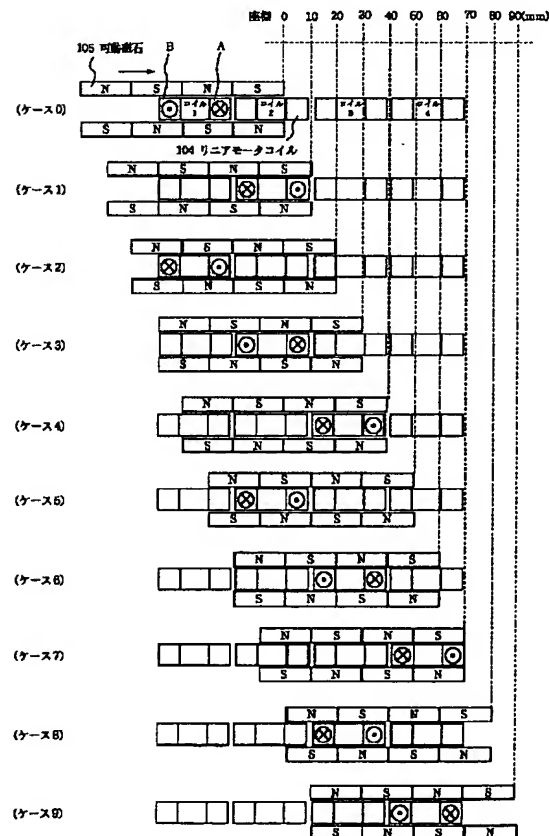 座標 0 10 20 30 40 50 60 70 80 90(mm)
105 可動磁石 B A
N S N S
(ケース0) コイル1 コイル2 コイル3 コイル4
S N S N
104 リニアモータコイル
N S N S
(ケース1)
S N S N
N S N S
(ケース2)
S N S N
N S N S
(ケース3)
S N S N
N S N S
(ケース4)
S N S N
N S N S
(ケース5)
S N S N
N S N S
(ケース6)
S N S N
N S N S
(ケース7)
S N S N
N S N S
(ケース8)
S N S N
N S N S
(ケース9)
S N S N